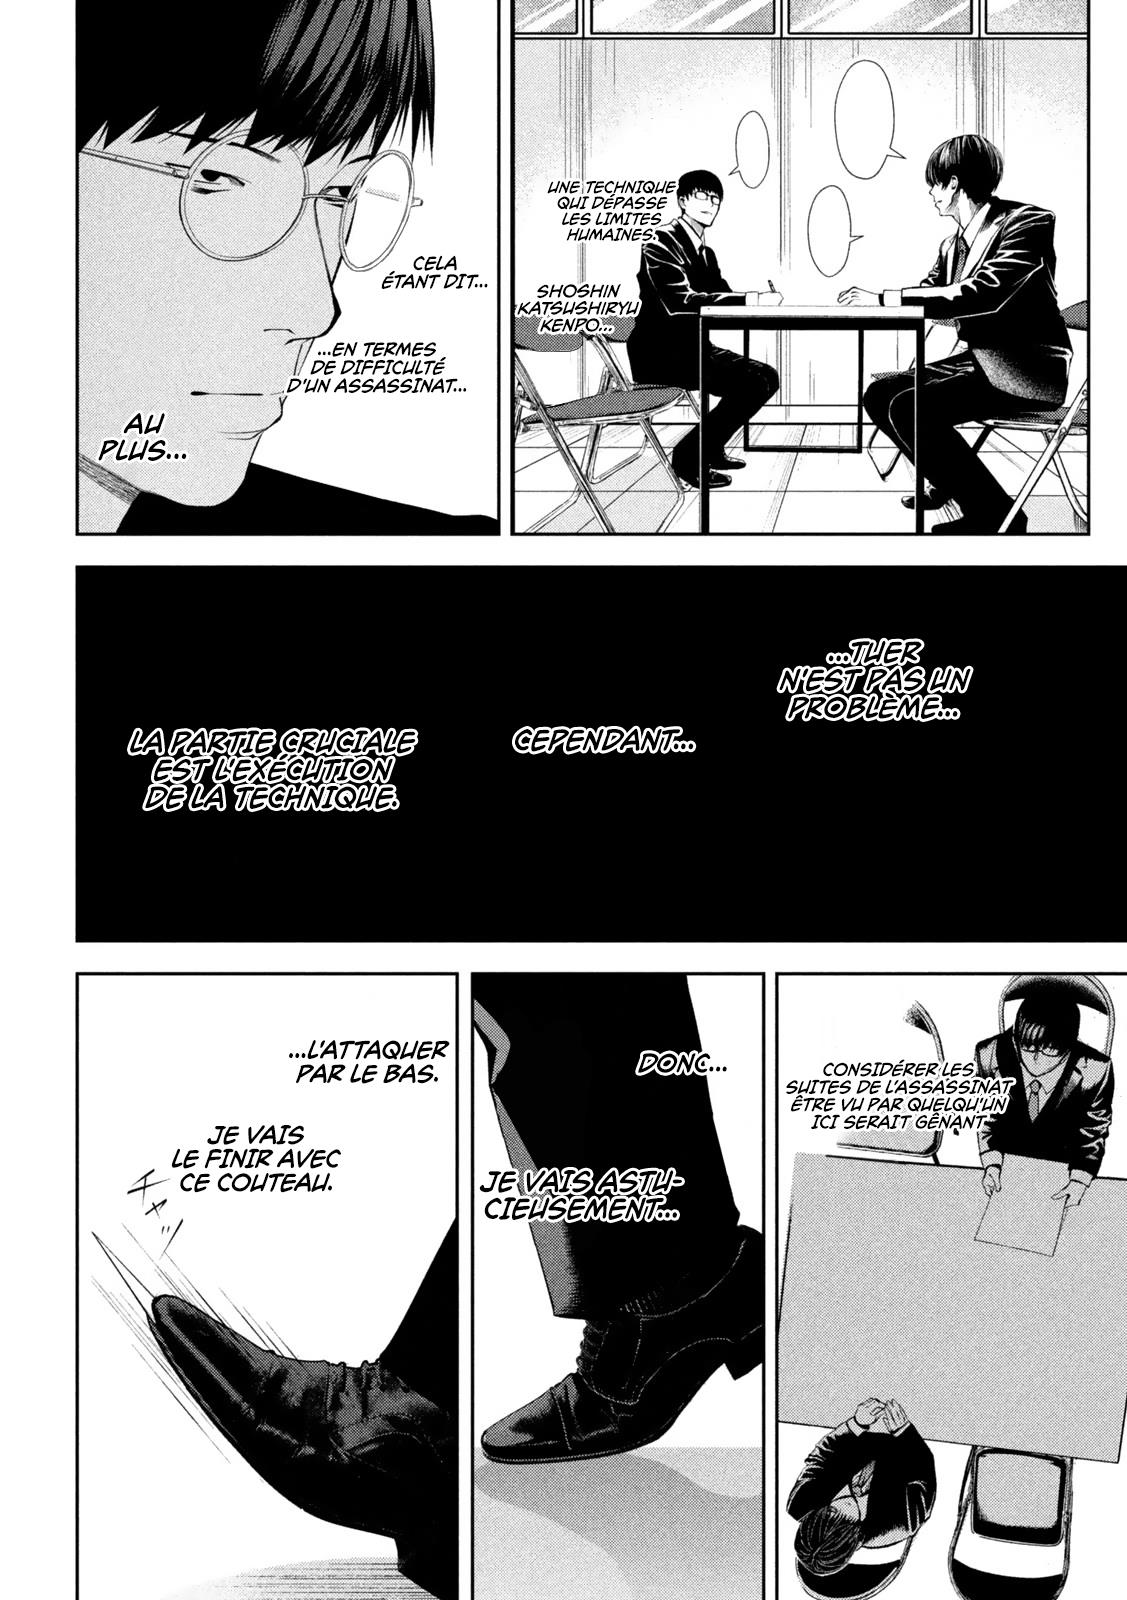 UNE TECHNIQUE
QUI DÉPASSE
LES LIMITES
HUMAINES.
SHOSHIN
KATSUSHIRYU
KENPO...
CELA
ÉTANT DIT...
...EN TERMES
DE DIFFICULTÉ
D'UN ASSASSINAT...
AU
PLUS...
...TUER
N'EST PAS UN
PROBLÈME...
CEPENDANT...
LA PARTIE CRUCIALE
EST L'EXÉCUTION
DE LA TECHNIQUE.
CONSIDÉRER LES
SUITES DE L'ASSASSINAT
ÊTRE VU PAR QUELQU'UN
ICI SERAIT GÊNANT
DONC...
JE VAIS ASTU-
CIEUSEMENT...
...L'ATTAQUER
PAR LE BAS.
JE VAIS
LE FINIR AVEC
CE COUTEAU.
チャッ